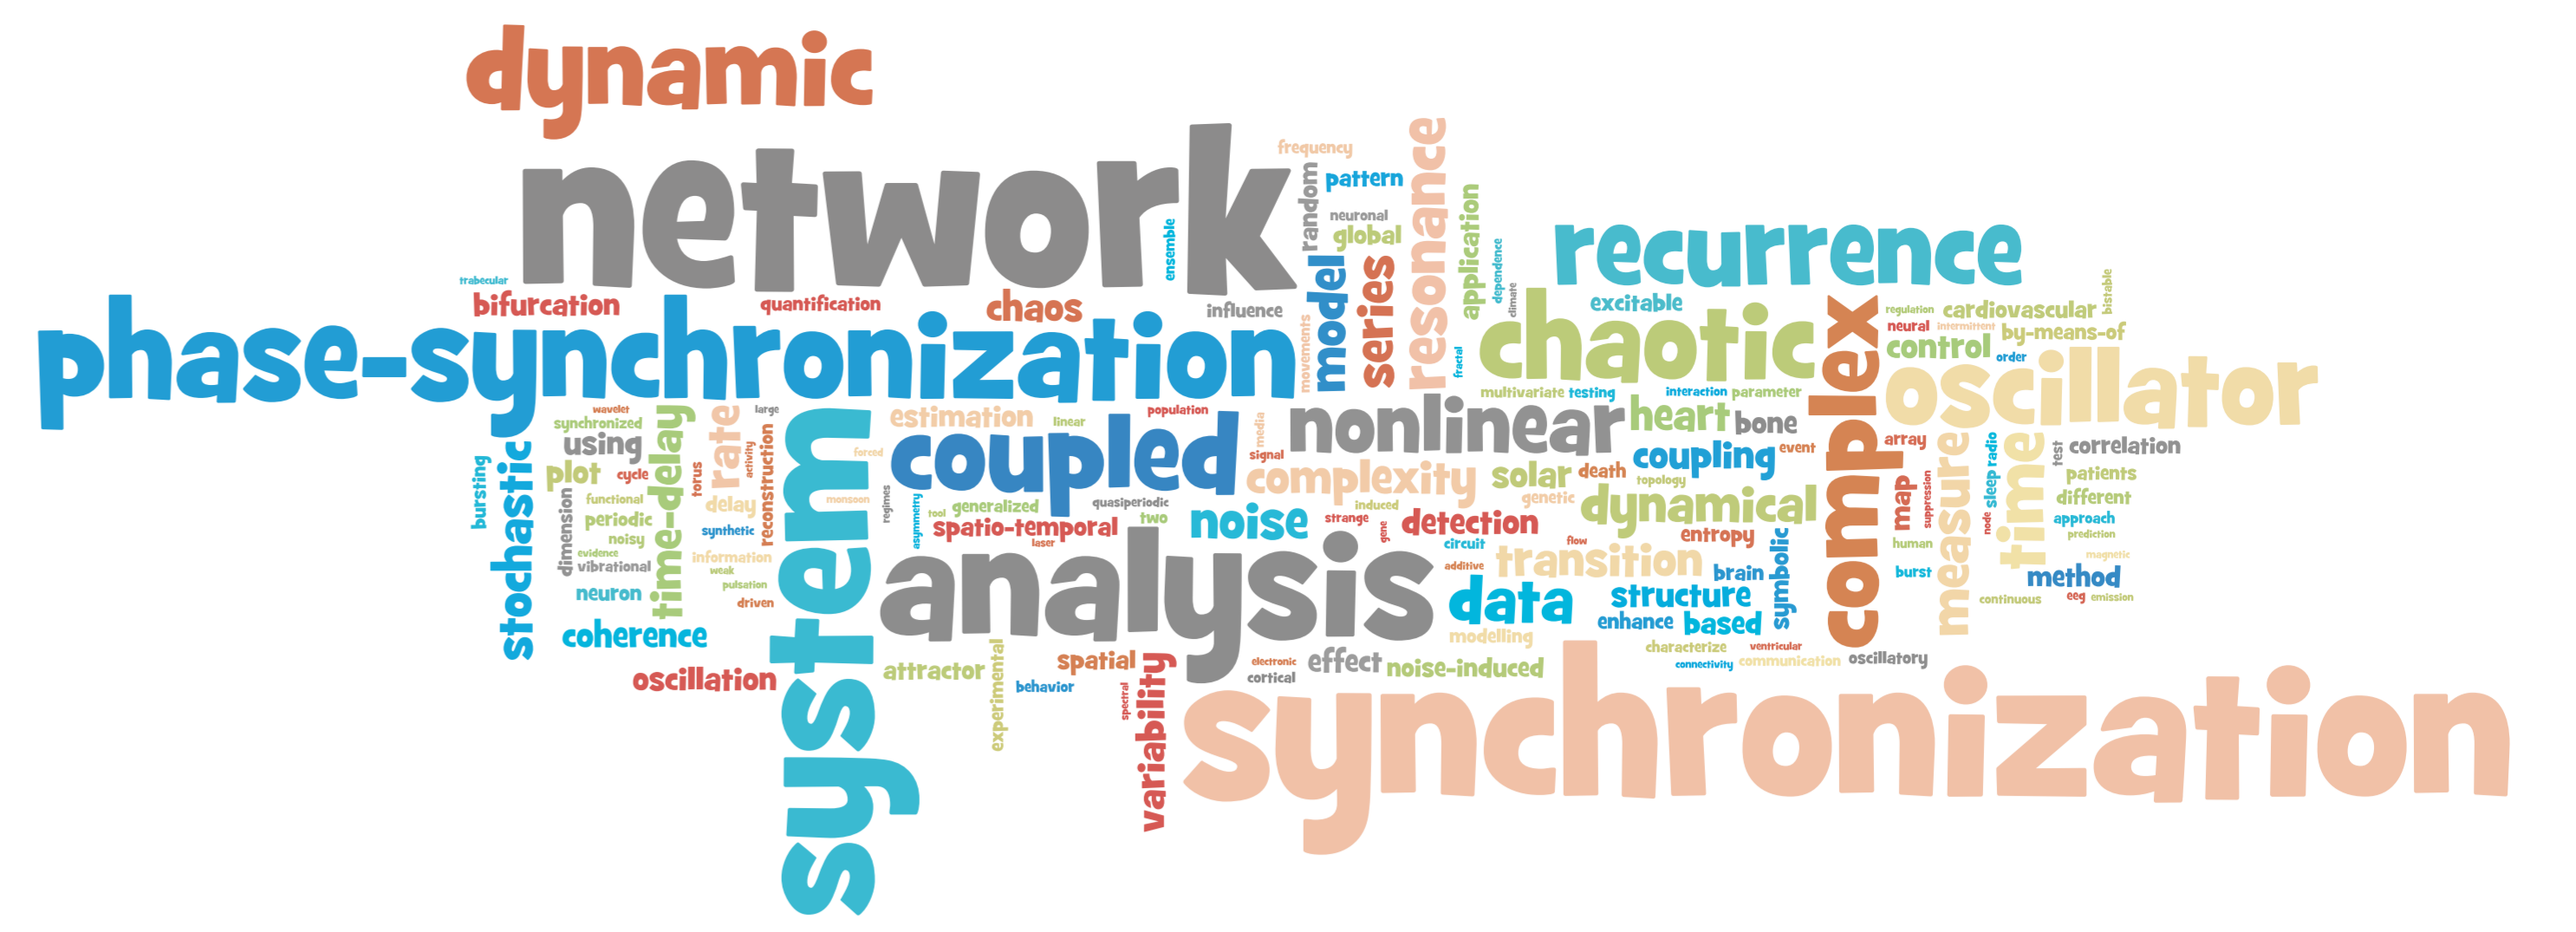 dynamic
network
frequency
random
pattern
resonance
neuronal
global
application
ensemble
dependence
climate
recurrence
trabecular
bifurcation
quantification
chaos
influence
model
series
movements
fractal
excitable
chaotic
complex
regulation
cardiovascular
bistable
neural
intermittent
by-means-of
control
order
phase-synchronization
oscillator
multivariate
testing
interaction
parameter
wavelet
large
synchronized
using
time-delay
rate
activity
reconstruction
system
estimation
linear
population
media
nonlinear
heart
bone
array
measure
time
sleep
radio
test
correlation
bursting
stochastic
plot
cycle
torus
forced
coupled
signal
complexity
solar
death
coupling
event
topology
map
suppression
patients
functional
delay
monsoon
regimes
asymmetry
tool
generalized
quasiperiodic
induced
genetic
dynamical
different
dimension
periodic
synthetic
spatio-temporal
two
noise
strange
gene
detection
node
approach
noisy
laser
circuit
flow
entropy
symbolic
human
prediction
evidence
vibrational
information
weak
analysis
additive
transition
brain
burst
magnetic
method
neuron
pulsation
driven
data
structure
enhance
based
continuous
eeg
emission
coherence
modelling
characterize
ventricular
oscillation
attractor
experimental
spatial
behavior
spectral
variability
electronic
cortical
effect
noise-induced
connectivity
communication
oscillatory
synchronization